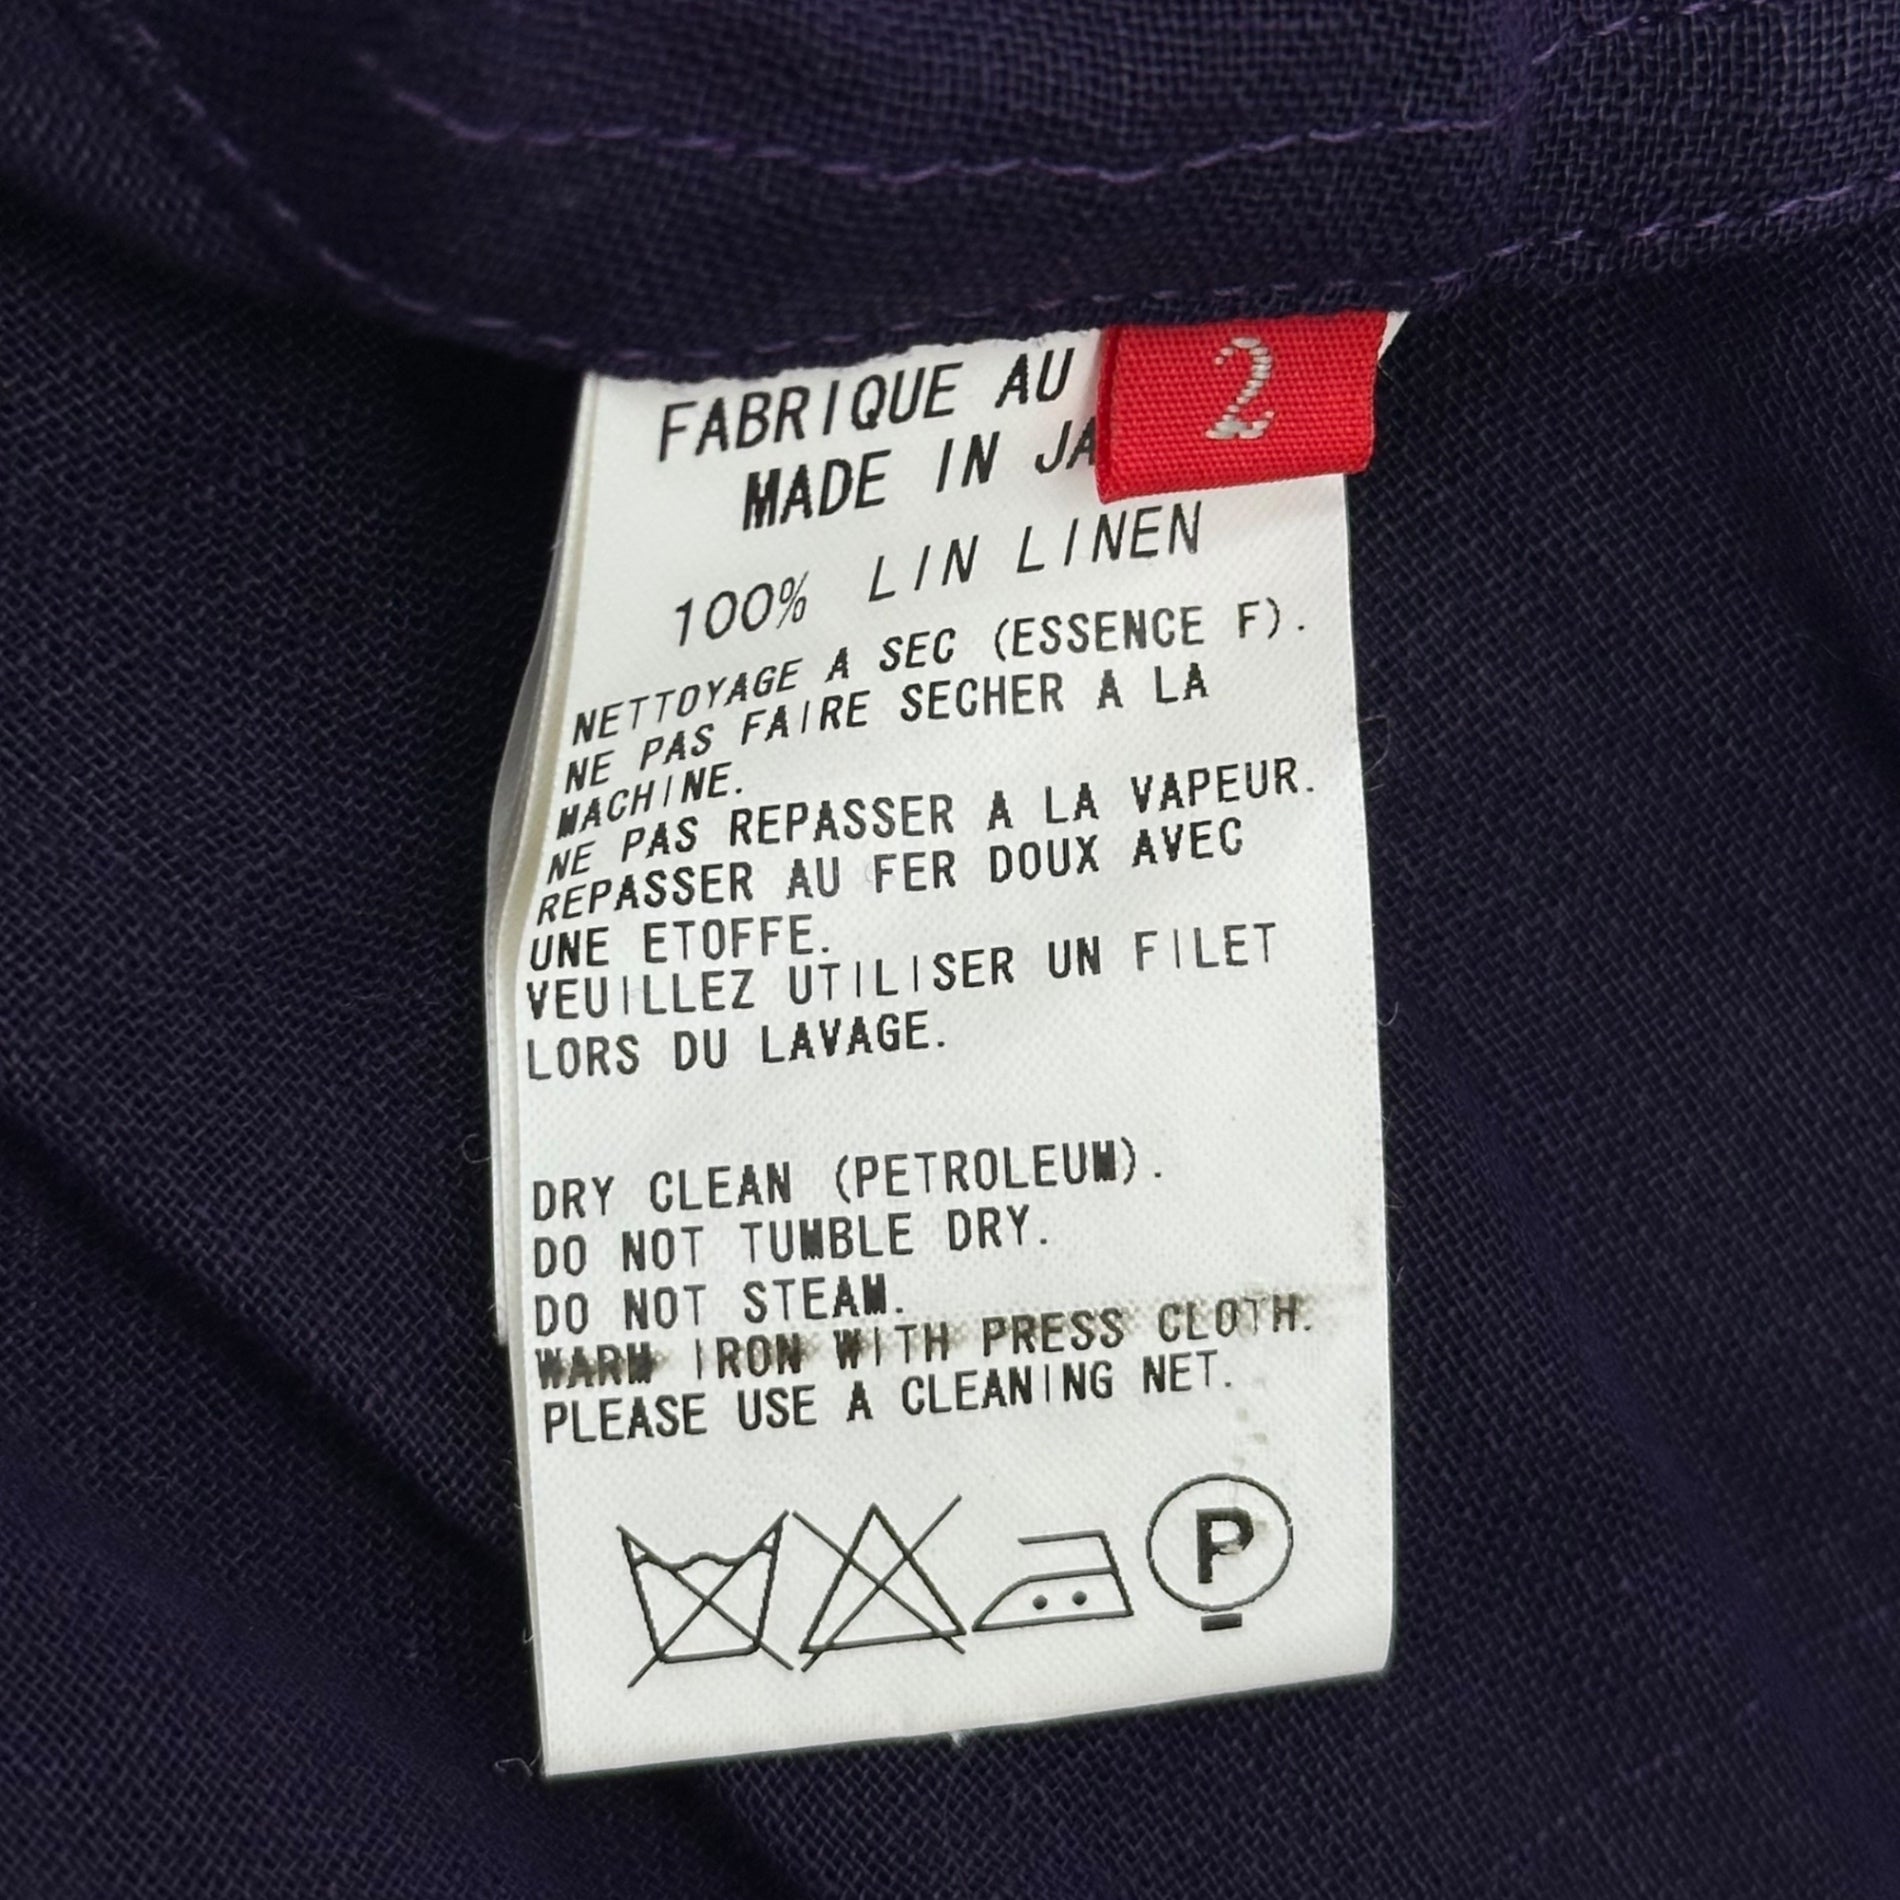 FABRIQUE AU
2
MADE IN JA
100% LIN LINEN
NETTOYAGE A SEC (ESSENCE F).
NE PAS FAIRE SECHER A LA
MACHINE.
NE PAS REPASSER A LA VAPEUR.
REPASSER AU FER DOUX AVEC
UNE ETOFFE.
VEUILLEZ UTILISER UN FILET
LORS DU LAVAGE.
DRY CLEAN (PETROLEUM).
DO NOT TUMBLE DRY.
DO NOT STEAM.
WARM IRON WITH PRESS CLOTH.
PLEASE USE A CLEANING NET.
P